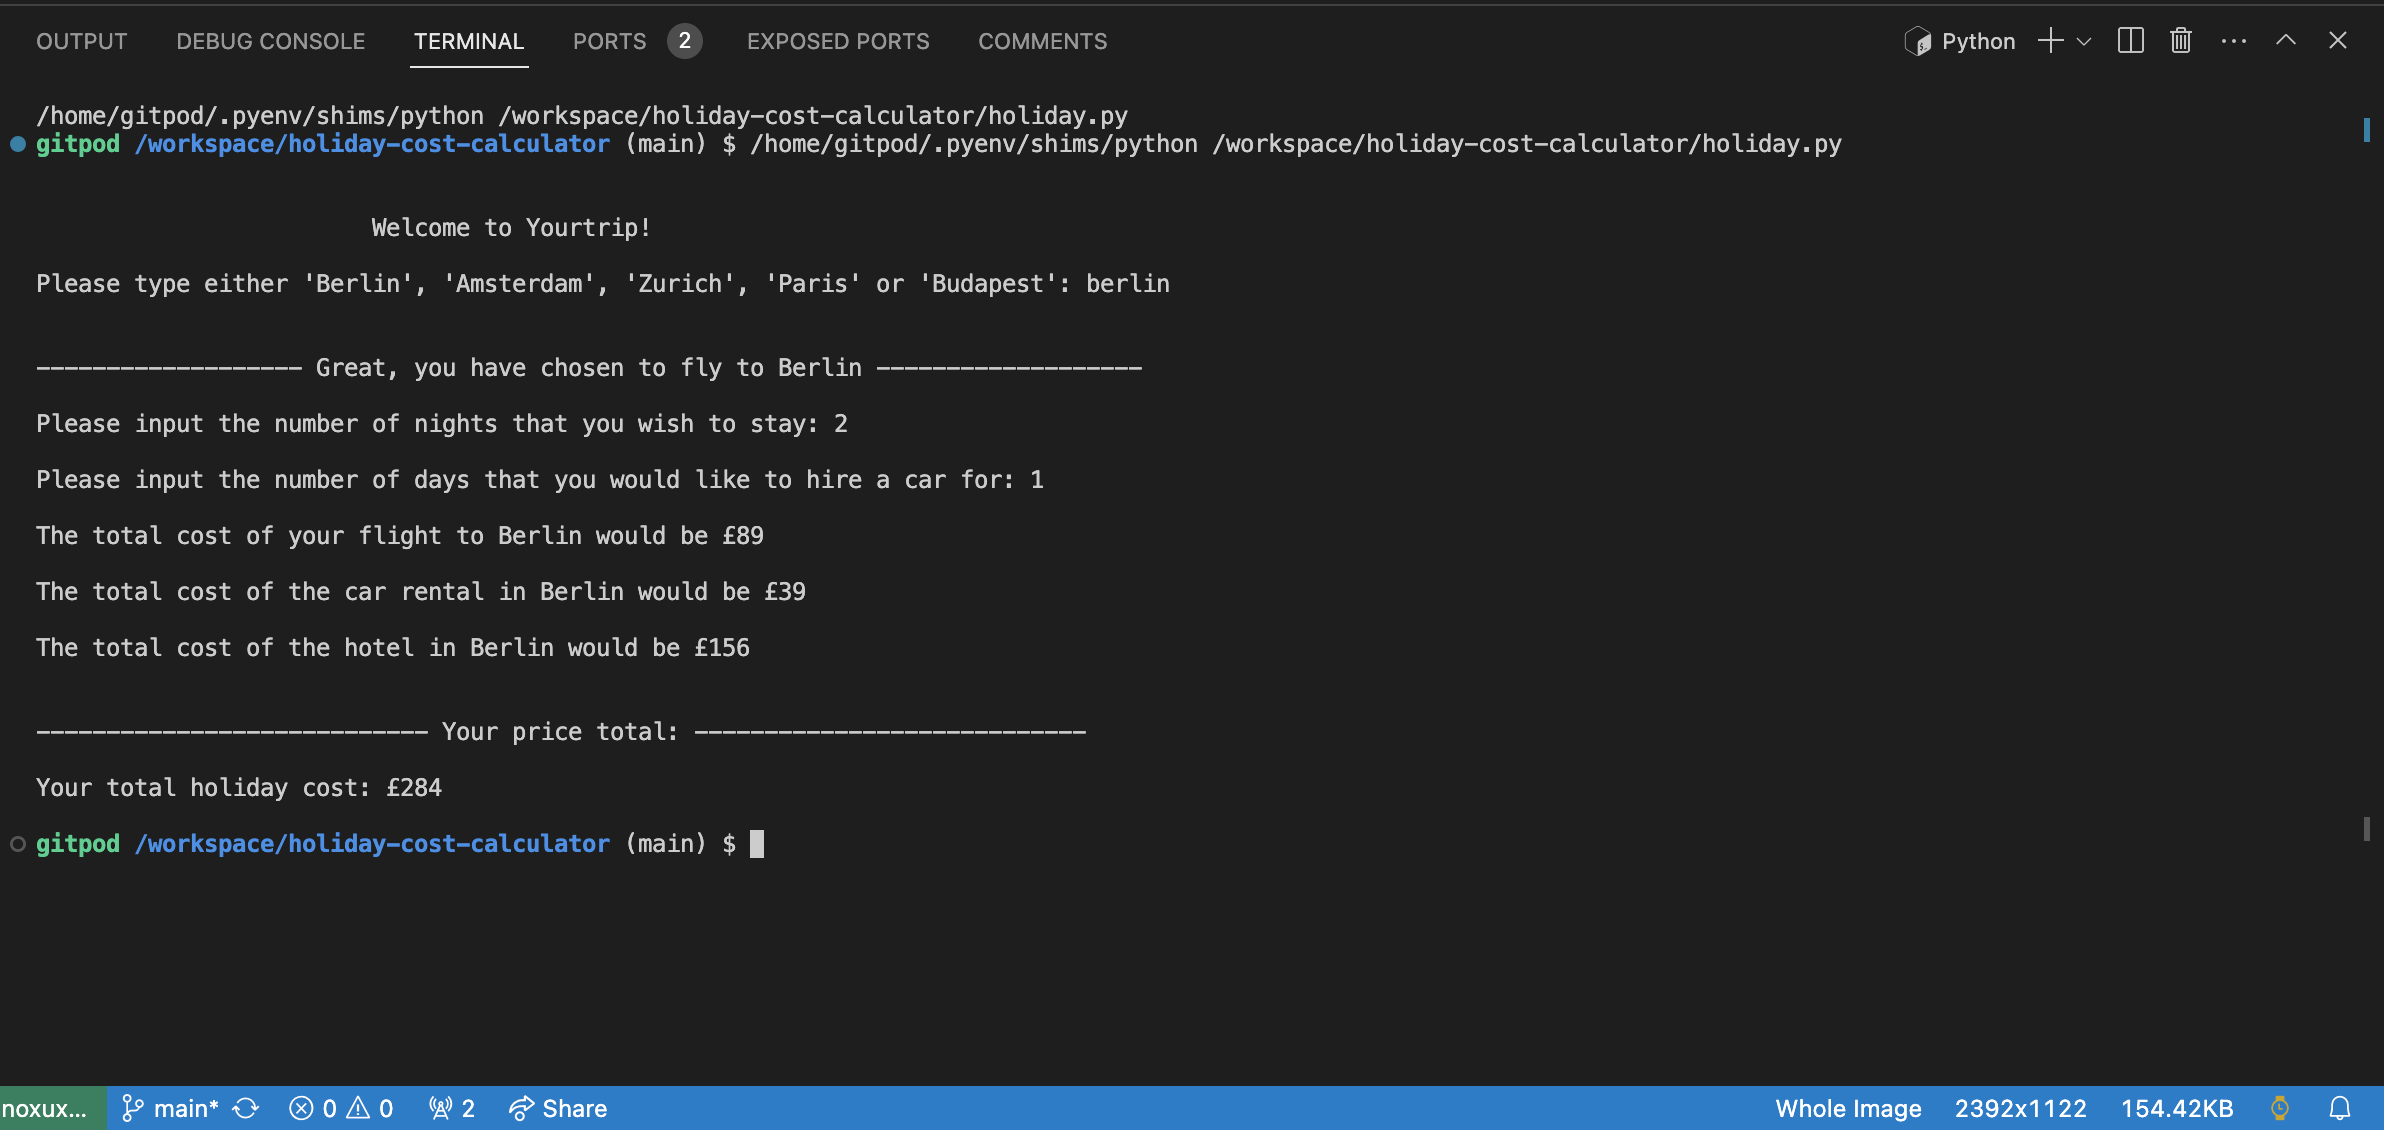 OUTPUT DEBUG CONSOLE TERMINAL PORTS 2 EXPOSED PORTS COMMENTS Python
/home/gitpod/.pyenv/shims/python /workspace/holiday-cost-calculator/holiday.py
gitpod /workspace/holiday-cost-calculator (main) $ /home/gitpod/.pyenv/shims/python /workspace/holiday-cost-calculator/holiday.py
Welcome to Yourtrip!
Please type either 'Berlin', 'Amsterdam', 'Zurich', 'Paris' or 'Budapest': berlin
------------------- Great, you have chosen to fly to Berlin -------------------
Please input the number of nights that you wish to stay: 2
Please input the number of days that you would like to hire a car for: 1
The total cost of your flight to Berlin would be £89
The total cost of the car rental in Berlin would be £39
The total cost of the hotel in Berlin would be £156
---------------------------- Your price total: ----------------------------
Your total holiday cost: £284
gitpod /workspace/holiday-cost-calculator (main) $
noxux... main* 0 0 2 Share Whole Image 2392x1122 154.42KB